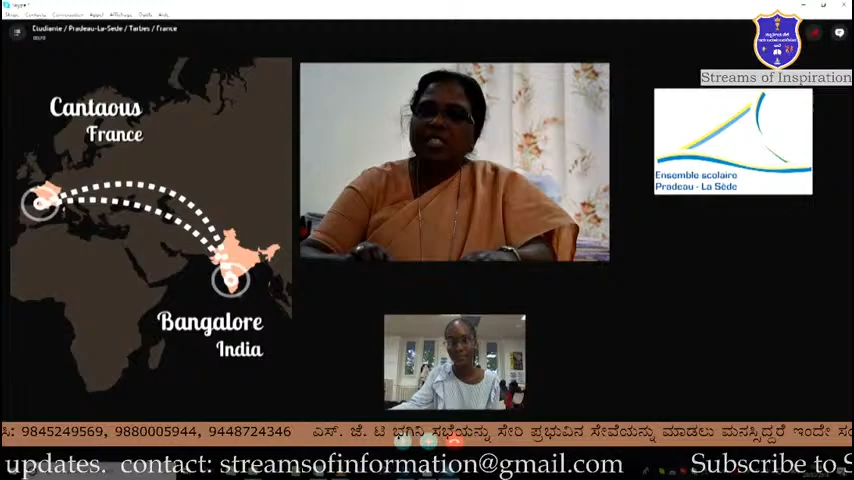 Etudiante / Pradeau-La-Sede / Tarbes / France
Streams of Inspiration
Cantaous
France
Ensemble scolaire
Pradeau - La Sède
Bangalore
India
ಸಿ: 9845249569, 9880005944, 9448724346 ಎಸ್. ಜೆ. ಟಿ ಭಗಿನಿ ಸಭೆಯನ್ನು ಸೇರಿ ಪ್ರಭುವಿನ ಸೇವೆಯನ್ನು ಮಾಡಲು ಮನಸ್ಸಿದ್ದರೆ ಇಂದೇ ಸಂ
updates. contact: streamsofinformation@gmail.com Subscribe to S